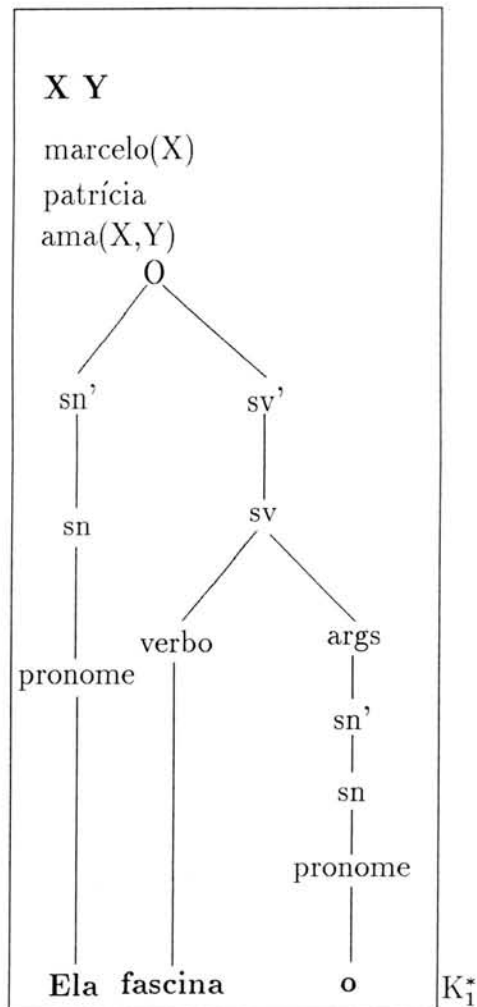 X Y
marcelo(X)
patrícia
ama(X,Y)
O
sn’ sv’
sn sv
verbo args
pronome
sn’
sn
pronome
Ela fascina o K₁*